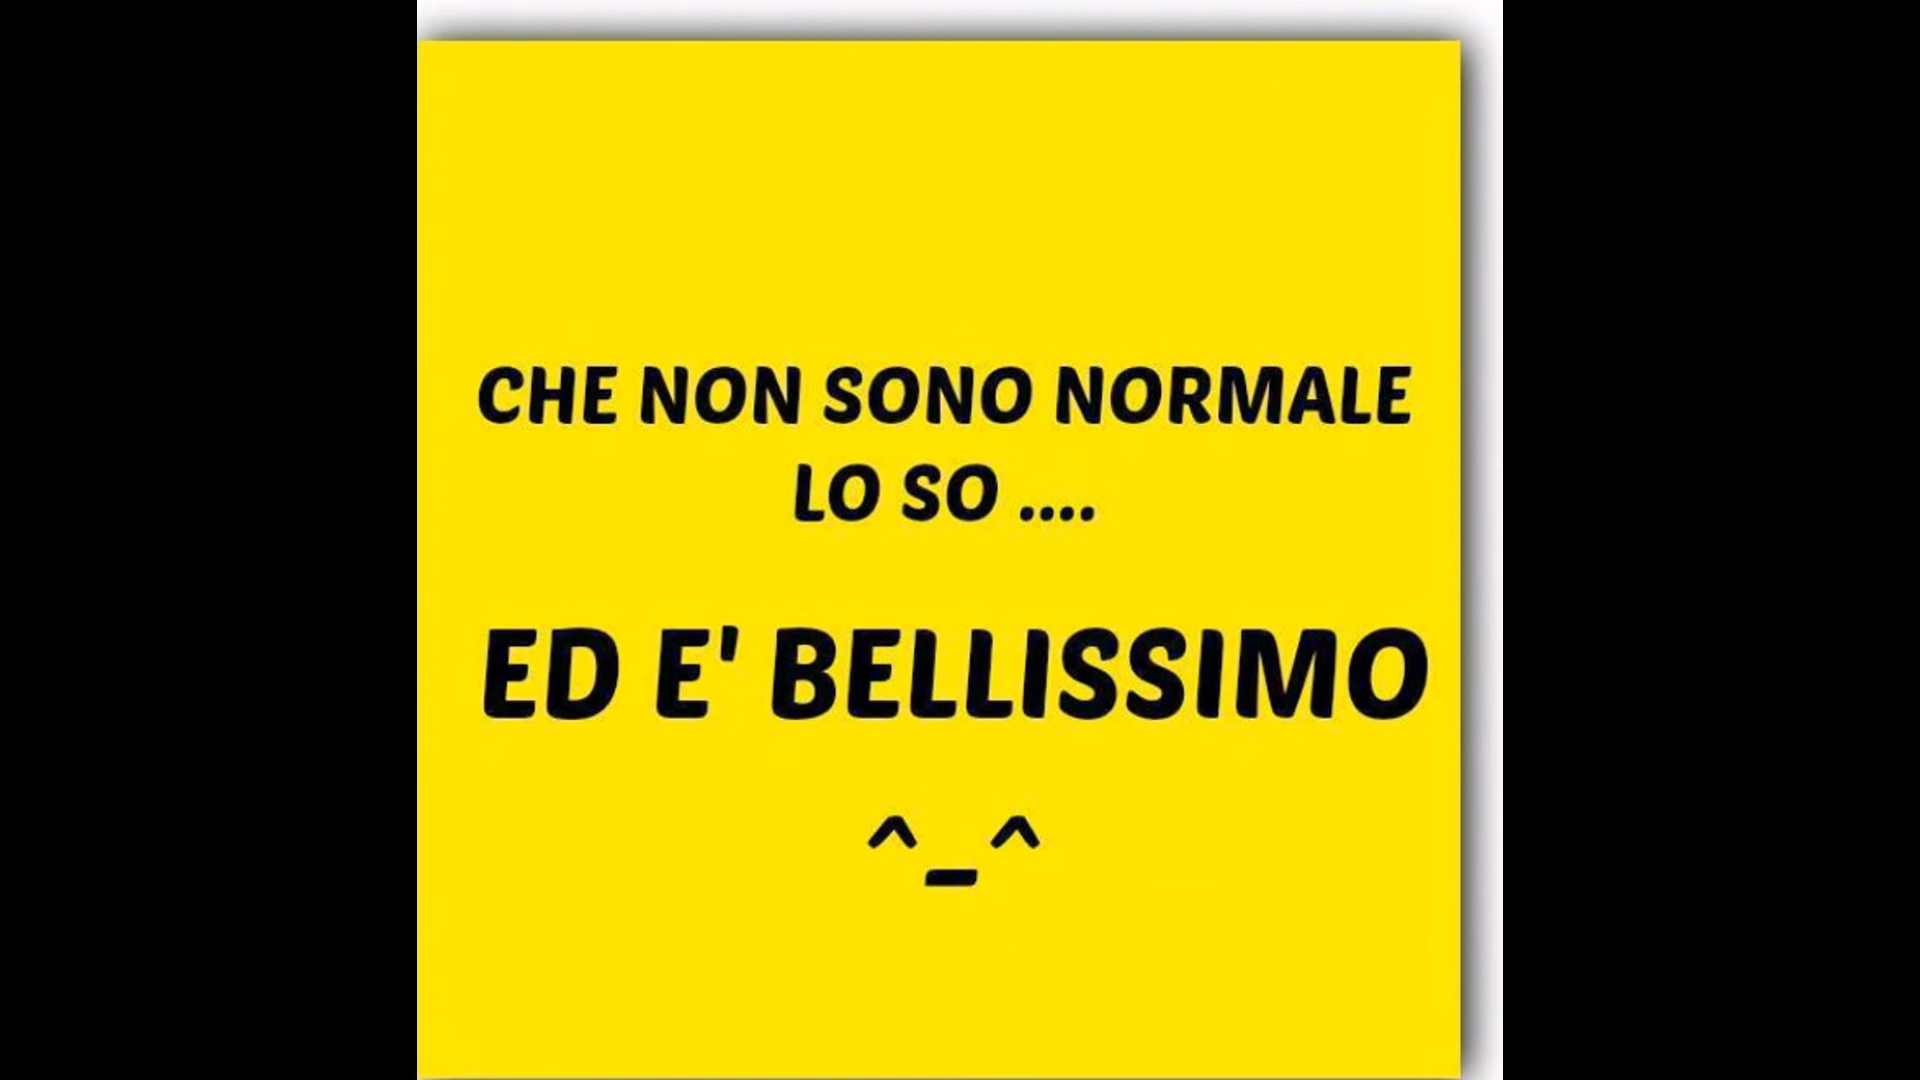 CHE NON SONO NORMALE
LO SO ....
ED E' BELLISSIMO
^_^